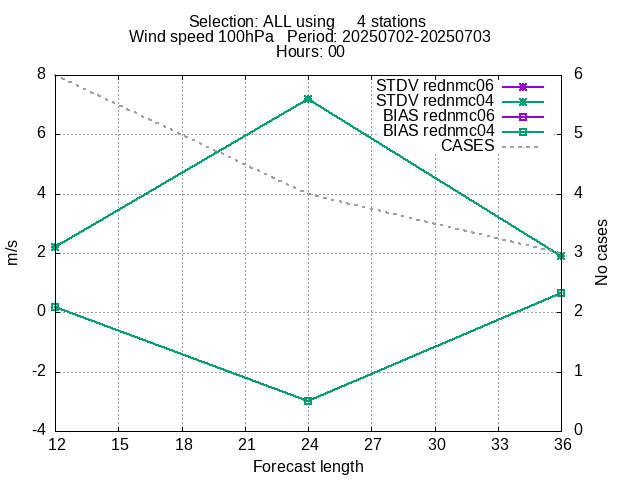 Selection: ALL using     4 stations
Wind speed 100hPa   Period: 20250702-20250703
Hours: 00
STDV rednmc06
STDV rednmc04
BIAS rednmc06
BIAS rednmc04
CASES
8
6
4
2
0
-2
-4
m/s
6
5
4
3
2
1
0
No cases
12 15 18 21 24 27 30 33 36
Forecast length